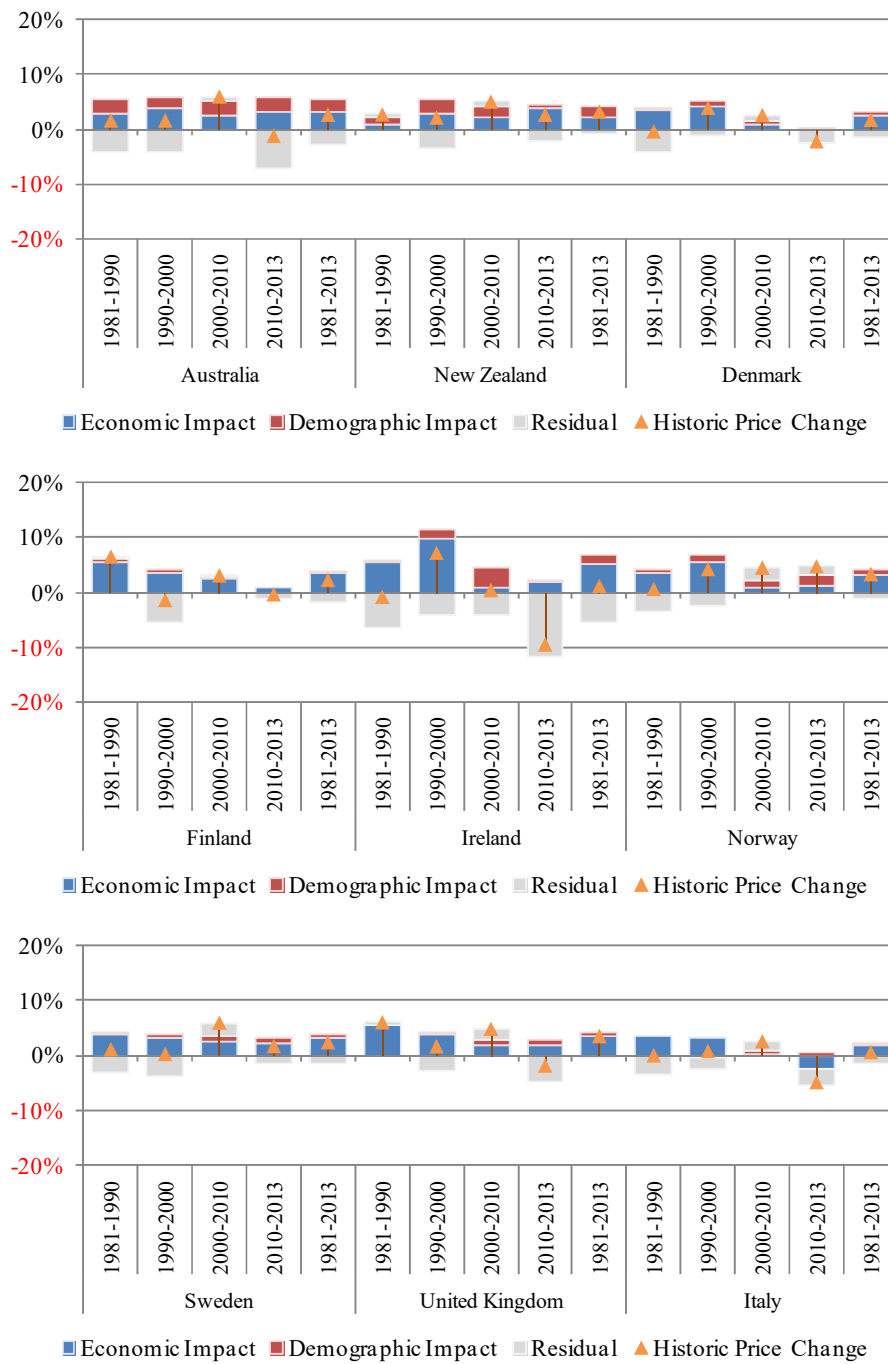 20%
10%
0%
-10%
-20%
1981-1990 1990-2000 2000-2010 2010-2013 1981-2013 1981-1990 1990-2000 2000-2010 2010-2013 1981-2013 1981-1990 1990-2000 2000-2010 2010-2013 1981-2013
Australia New Zealand Denmark
Economic Impact Demographic Impact Residual Historic Price Change
20%
10%
0%
-10%
-20%
1981-1990 1990-2000 2000-2010 2010-2013 1981-2013 1981-1990 1990-2000 2000-2010 2010-2013 1981-2013 1981-1990 1990-2000 2000-2010 2010-2013 1981-2013
Finland Ireland Norway
Economic Impact Demographic Impact Residual Historic Price Change
20%
10%
0%
-10%
-20%
1981-1990 1990-2000 2000-2010 2010-2013 1981-2013 1981-1990 1990-2000 2000-2010 2010-2013 1981-2013 1981-1990 1990-2000 2000-2010 2010-2013 1981-2013
Sweden United Kingdom Italy
Economic Impact Demographic Impact Residual Historic Price Change